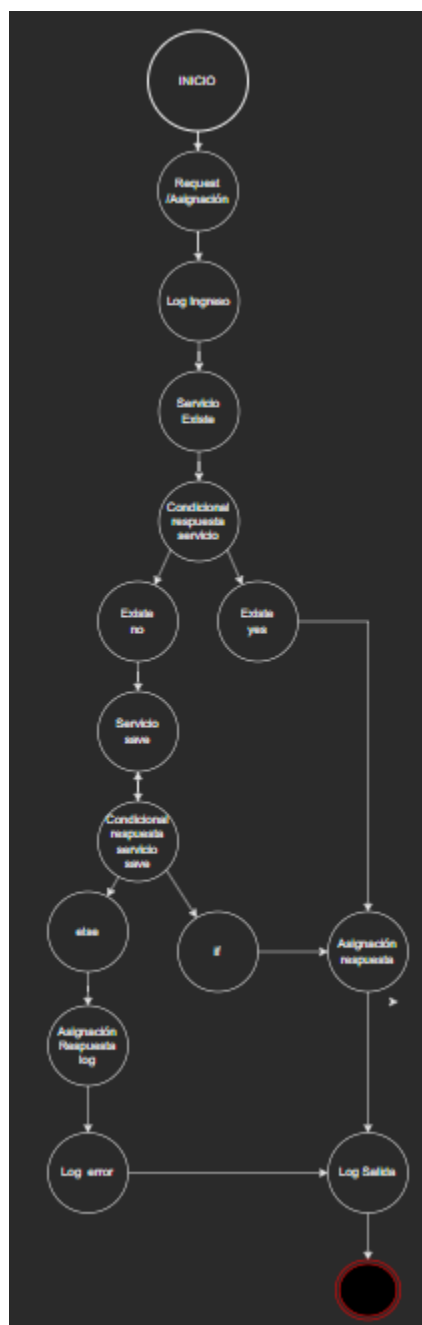 INICIO
Request
/Asignación
Log Ingreso
Servicio
Existe
Condicional
respuesta
servicio
Existe
no
Existe
yes
Servicio
save
Condicional
respuesta
servicio
save
else
if
Asignación
respuesta
Asignación
Respuesta
log
Log error
Log Salida